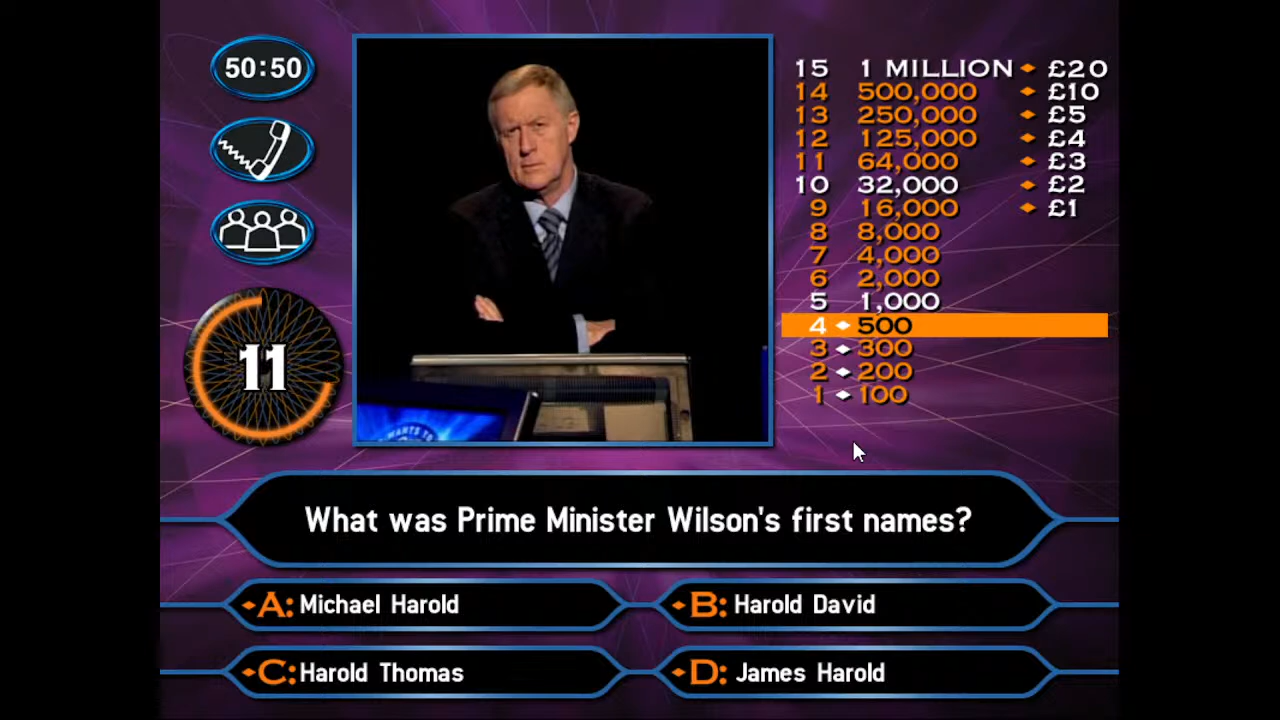 50:50
15 1 MILLION £20
14 500,000 £10
13 250,000 £5
12 125,000 £4
11 64,000 £3
10 32,000 £2
9 16,000 £1
8 8,000
7 4,000
6 2,000
5 1,000
4 500
3 300
2 200
1 100
11
WANTS TO
What was Prime Minister Wilson's first names?
A: Michael Harold
B: Harold David
C: Harold Thomas
D: James Harold